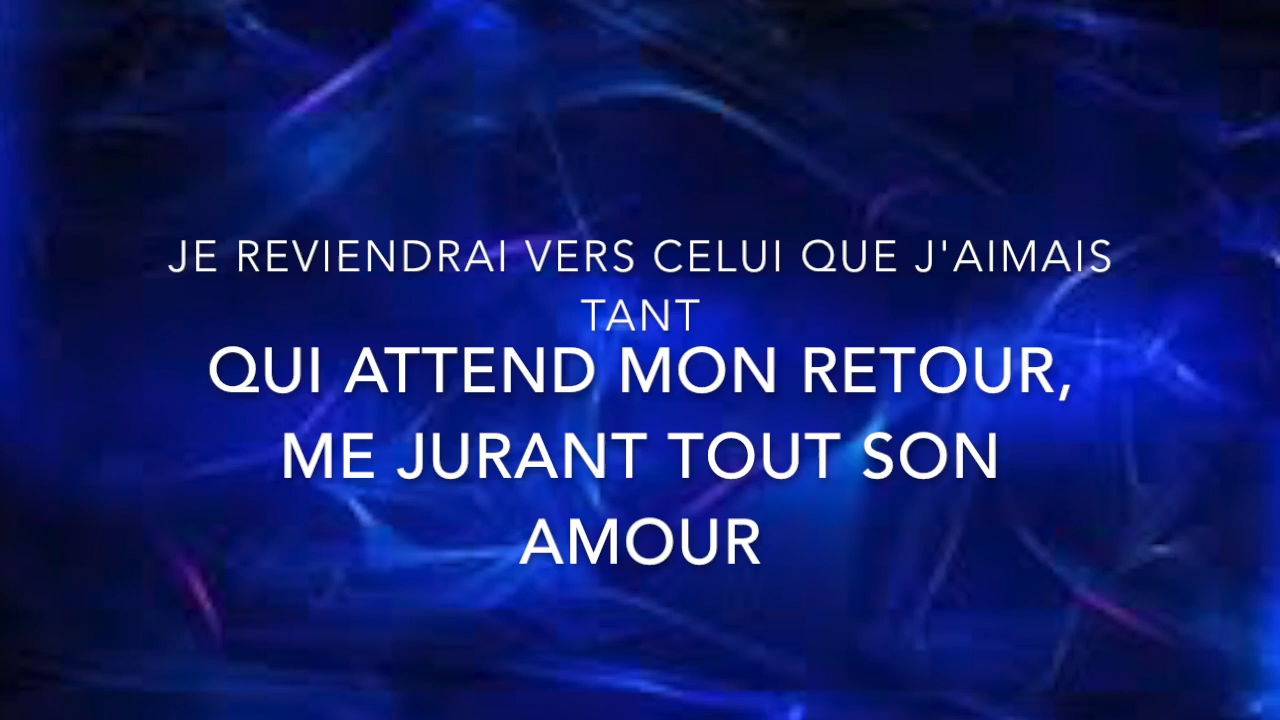 JE REVIENDRAI VERS CELUI QUE J'AIMAIS
TANT
QUI ATTEND MON RETOUR,
ME JURANT TOUT SON
AMOUR